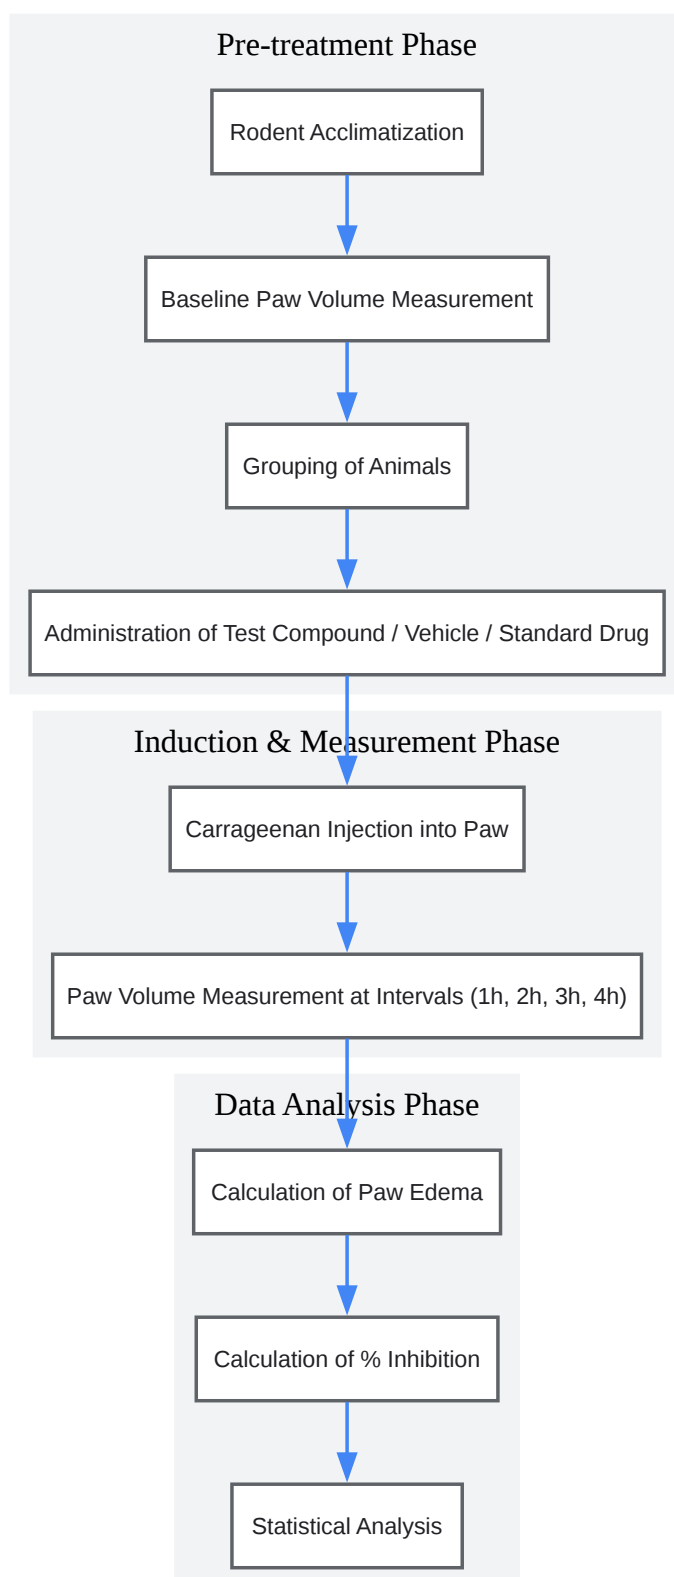 Pre-treatment Phase
Rodent Acclimatization
Baseline Paw Volume Measurement
Grouping of Animals
Administration of Test Compound / Vehicle / Standard Drug
Induction & Measurement Phase
Carrageenan Injection into Paw
Paw Volume Measurement at Intervals (1h, 2h, 3h, 4h)
Data Analysis Phase
Calculation of Paw Edema
Calculation of % Inhibition
Statistical Analysis